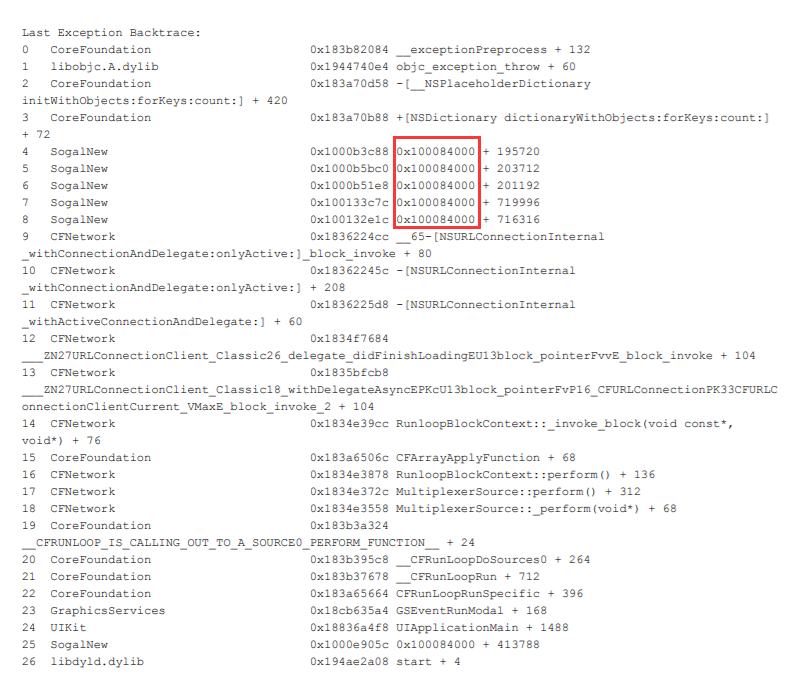 Last Exception Backtrace:
0 CoreFoundation 0x183b82084 __exceptionPreprocess + 132
1 libobjc.A.dylib 0x1944740e4 objc_exception_throw + 60
2 CoreFoundation 0x183a70d58 -[__NSPlaceholderDictionary
initWithObjects:forKeys:count:] + 420
3 CoreFoundation 0x183a70b88 +[NSDictionary dictionaryWithObjects:forKeys:count:]
+ 72
4 SogalNew 0x1000b3c88 0x100084000 + 195720
5 SogalNew 0x1000b5bc0 0x100084000 + 203712
6 SogalNew 0x1000b51e8 0x100084000 + 201192
7 SogalNew 0x100133c7c 0x100084000 + 719996
8 SogalNew 0x100132e1c 0x100084000 + 716316
9 CFNetwork 0x1836224cc __65-[NSURLConnectionInternal
_withConnectionAndDelegate:onlyActive:]_block_invoke + 80
10 CFNetwork 0x18362245c -[NSURLConnectionInternal
_withConnectionAndDelegate:onlyActive:] + 208
11 CFNetwork 0x1836225d8 -[NSURLConnectionInternal
_withActiveConnectionAndDelegate:] + 60
12 CFNetwork 0x1834f7684
___ZN27URLConnectionClient_Classic26_delegate_didFinishLoadingEU13block_pointerFvvE_block_invoke + 104
13 CFNetwork 0x1835bfcb8
___ZN27URLConnectionClient_Classic18_withDelegateAsyncEPKcU13block_pointerFvP16_CFURLConnectionPK33CFURLC
onnectionClientCurrent_VMaxE_block_invoke_2 + 104
14 CFNetwork 0x1834e39cc RunloopBlockContext::_invoke_block(void const*,
void*) + 76
15 CoreFoundation 0x183a6506c CFArrayApplyFunction + 68
16 CFNetwork 0x1834e3878 RunloopBlockContext::perform() + 136
17 CFNetwork 0x1834e372c MultiplexerSource::perform() + 312
18 CFNetwork 0x1834e3558 MultiplexerSource::_perform(void*) + 68
19 CoreFoundation 0x183b3a324
__CFRUNLOOP_IS_CALLING_OUT_TO_A_SOURCE0_PERFORM_FUNCTION__ + 24
20 CoreFoundation 0x183b395c8 __CFRunLoopDoSources0 + 264
21 CoreFoundation 0x183b37678 __CFRunLoopRun + 712
22 CoreFoundation 0x183a65664 CFRunLoopRunSpecific + 396
23 GraphicsServices 0x18cb635a4 GSEventRunModal + 168
24 UIKit 0x18836a4f8 UIApplicationMain + 1488
25 SogalNew 0x1000e905c 0x100084000 + 413788
26 libdyld.dylib 0x194ae2a08 start + 4